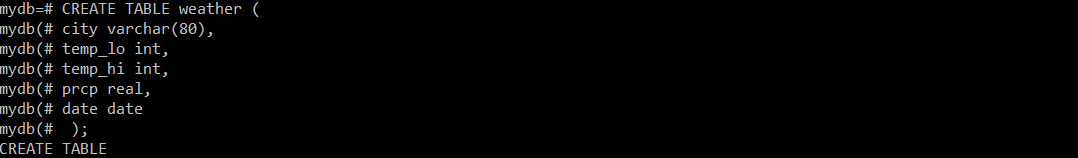 mydb=# CREATE TABLE weather (
mydb(# city varchar(80),
mydb(# temp_lo int,
mydb(# temp_hi int,
mydb(# prcp real,
mydb(# date date
mydb(#  );
CREATE TABLE